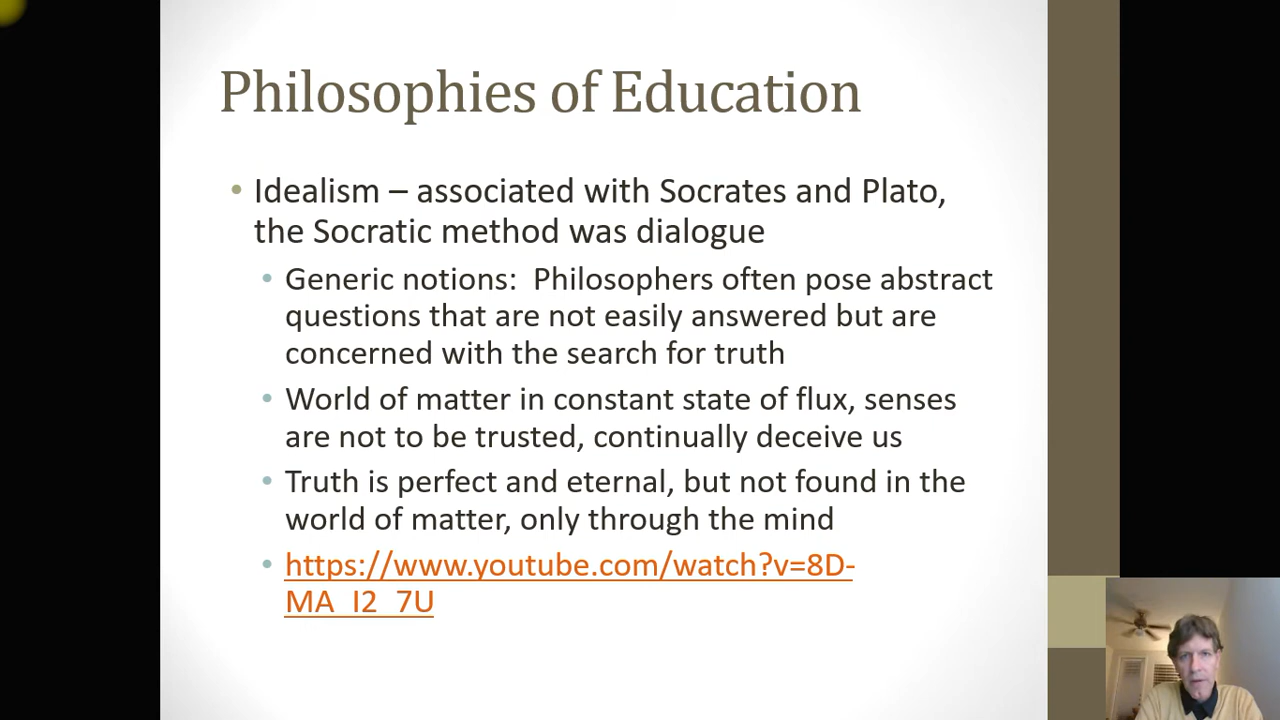 Philosophies of Education
• Idealism – associated with Socrates and Plato,
the Socratic method was dialogue
• Generic notions:  Philosophers often pose abstract
questions that are not easily answered but are
concerned with the search for truth
• World of matter in constant state of flux, senses
are not to be trusted, continually deceive us
• Truth is perfect and eternal, but not found in the
world of matter, only through the mind
• https://www.youtube.com/watch?v=8D-
MA_I2_7U